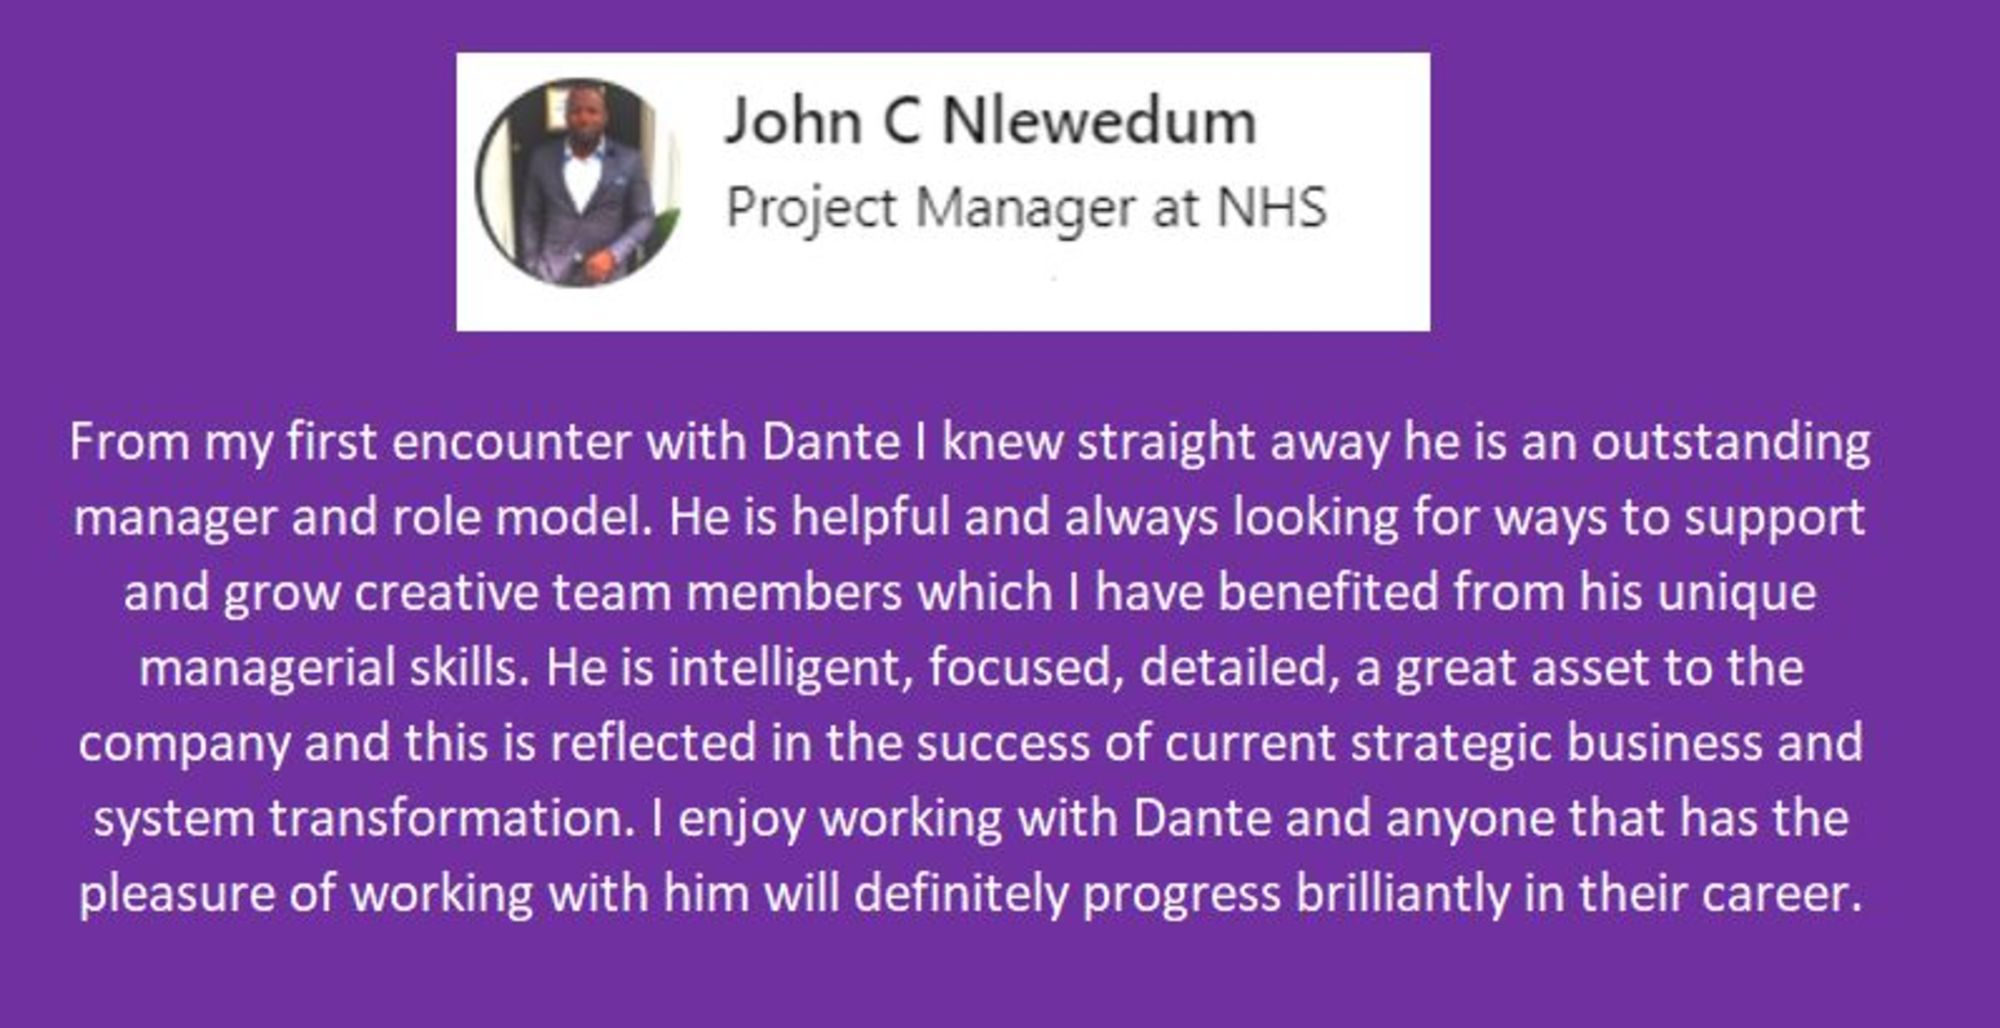 John C Nlewedum
Project Manager at NHS
From my first encounter with Dante I knew straight away he is an outstanding
manager and role model. He is helpful and always looking for ways to support
and grow creative team members which I have benefited from his unique
managerial skills. He is intelligent, focused, detailed, a great asset to the
company and this is reflected in the success of current strategic business and
system transformation. I enjoy working with Dante and anyone that has the
pleasure of working with him will definitely progress brilliantly in their career.